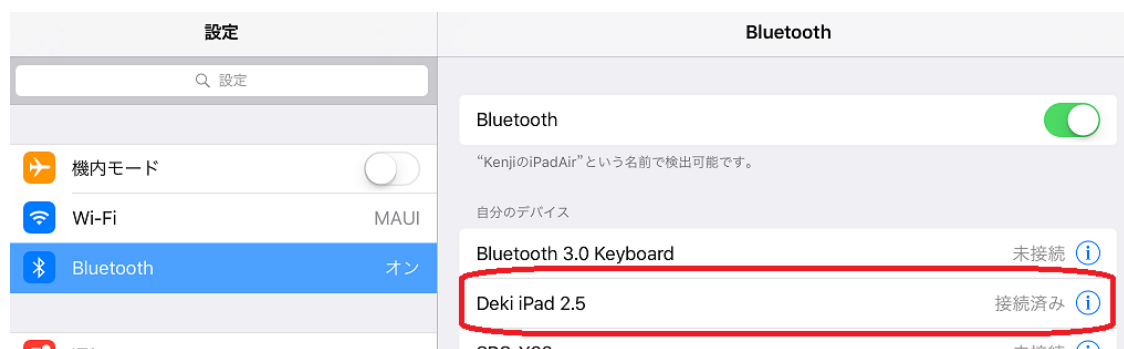 設定
設定
機内モード
Wi-Fi
MAUI
Bluetooth
オン
Bluetooth
Bluetooth
“KenjiのiPadAir”という名前で検出可能です。
自分のデバイス
Bluetooth 3.0 Keyboard
未接続
Deki iPad 2.5
接続済み